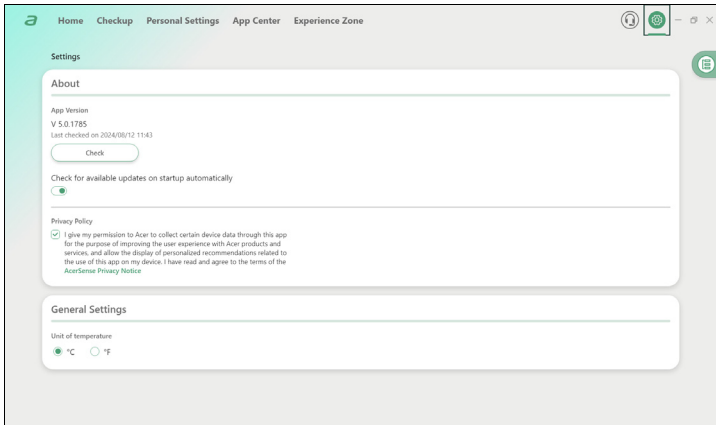 a Home Checkup Personal Settings App Center Experience Zone
Settings
About
App Version
V 5.0.1785
Last checked on 2024/08/12 11:43
Check
Check for available updates on startup automatically
Privacy Policy
I give my permission to Acer to collect certain device data through this app
for the purpose of improving the user experience with Acer products and
services, and allow the display of personalized recommendations related to
the use of this app on my device. I have read and agree to the terms of the
AcerSense Privacy Notice
General Settings
Unit of temperature
°C °F